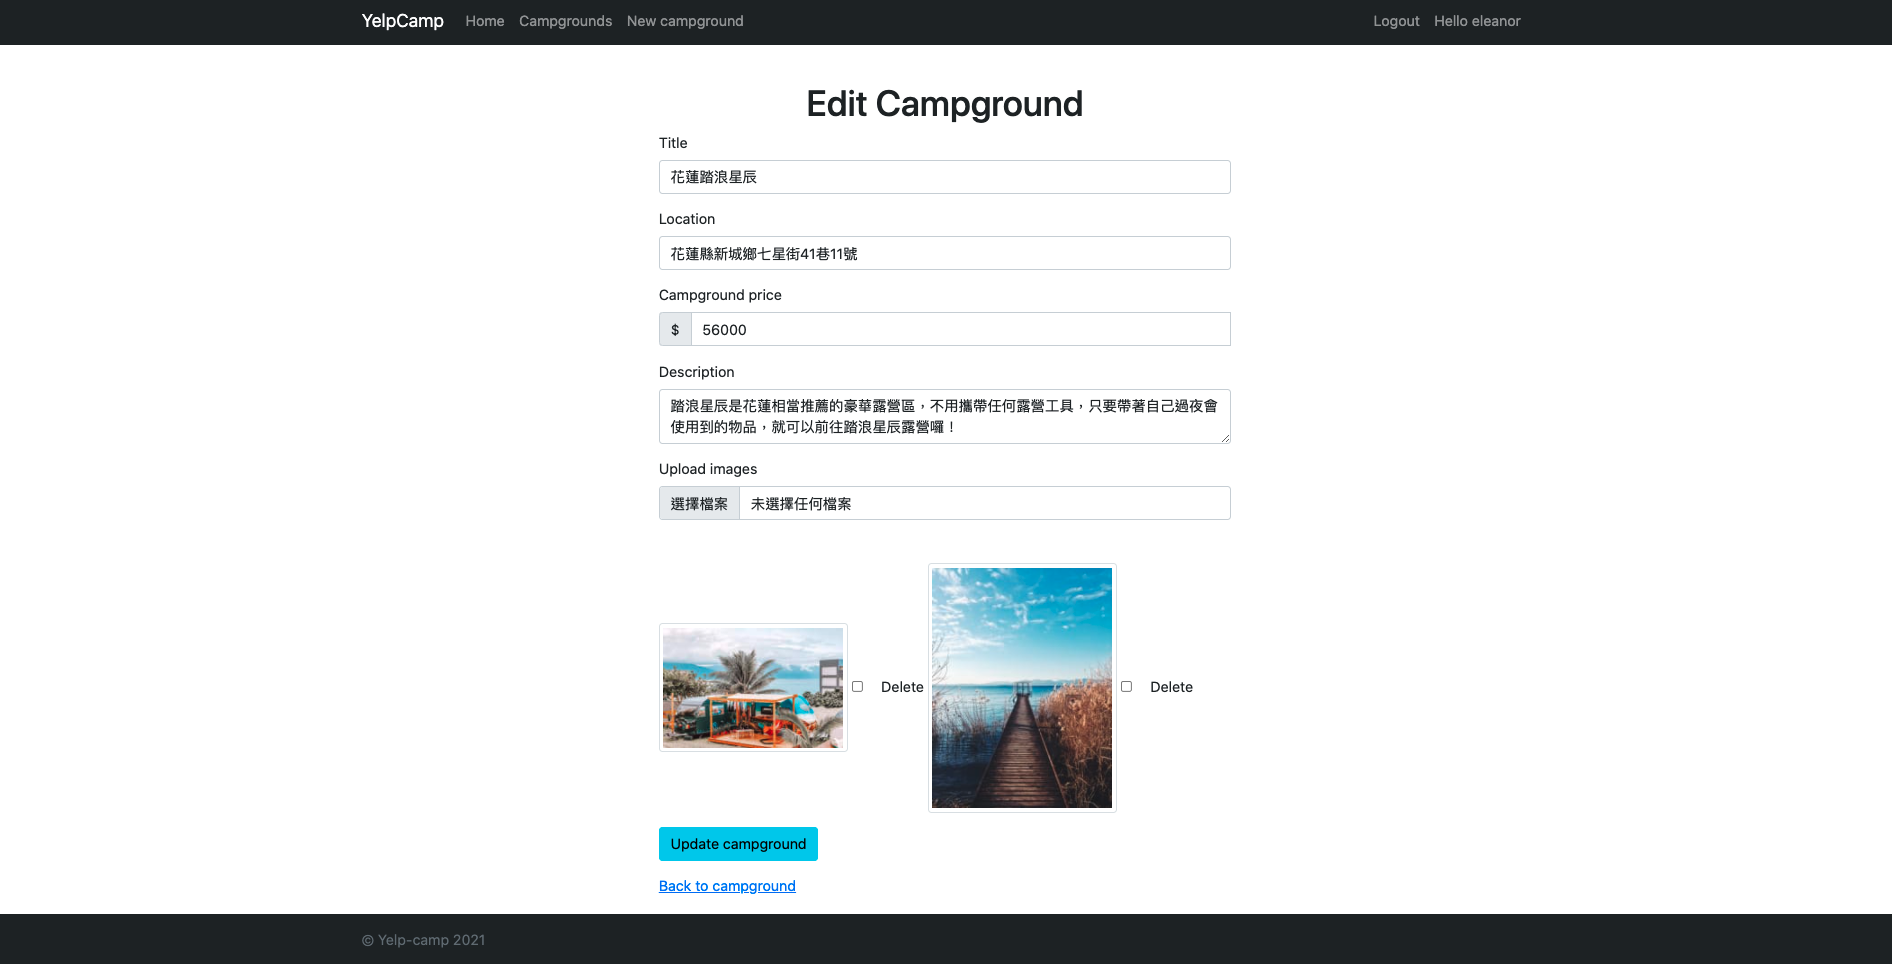 YelpCamp Home Campgrounds New campground Logout Hello eleanor
Edit Campground
Title
花蓮踏浪星辰
Location
花蓮縣新城鄉七星街41巷11號
Campground price
$ 56000
Description
踏浪星辰是花蓮相當推薦的豪華露營區，不用攜帶任何露營工具，只要帶著自己過夜會
使用到的物品，就可以前往踏浪星辰露營囉！
Upload images
選擇檔案 未選擇任何檔案
Delete Delete
Update campground
Back to campground
© Yelp-camp 2021